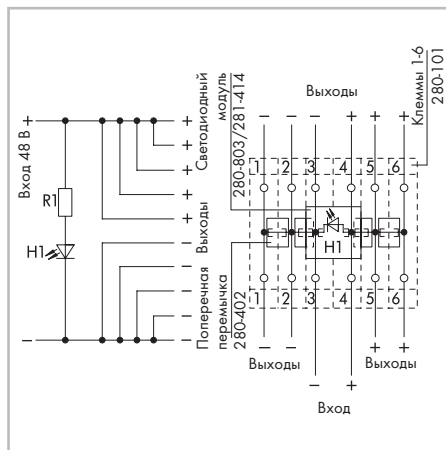 Вход 48 В
+
R1
H1
−
+
+
+
+
−
−
−
−
Светодиодный модуль
280-803/281-414
Выходы
Поперечная перемычка
280-402
Клеммы 1-6
280-101
Выходы
− − − + + +
1 2 3 4 5 6
H1
1 2 3 4 5 6
− − + +
Выходы Выходы
− +
Вход